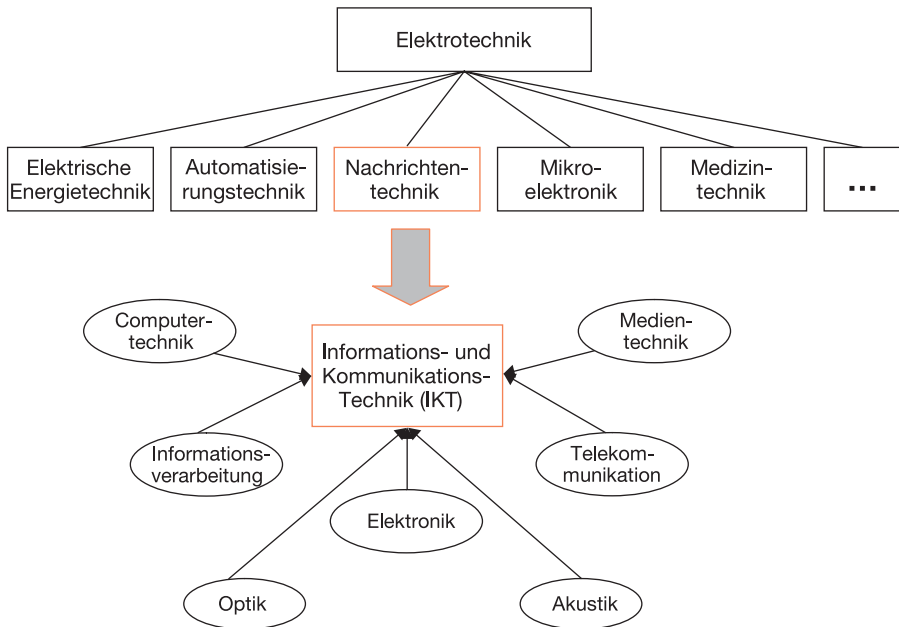 Elektrotechnik
Elektrische
Energietechnik
Automatisie-
rungstechnik
Nachrichten-
technik
Mikro-
elektronik
Medizin-
technik
...
Computer-
technik
Medien-
technik
Informations- und
Kommunikations-
Technik (IKT)
Informations-
verarbeitung
Telekom-
munikation
Elektronik
Optik
Akustik